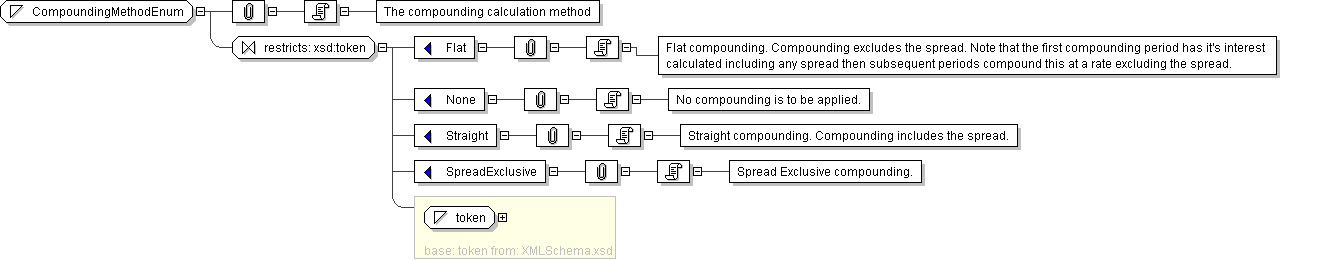 CompoundingMethodEnum
The compounding calculation method
restricts: xsd:token
Flat
Flat compounding. Compounding excludes the spread. Note that the first compounding period has it's interest
calculated including any spread then subsequent periods compound this at a rate excluding the spread.
None
No compounding is to be applied.
Straight
Straight compounding. Compounding includes the spread.
SpreadExclusive
Spread Exclusive compounding.
token
base: token from: XMLSchema.xsd